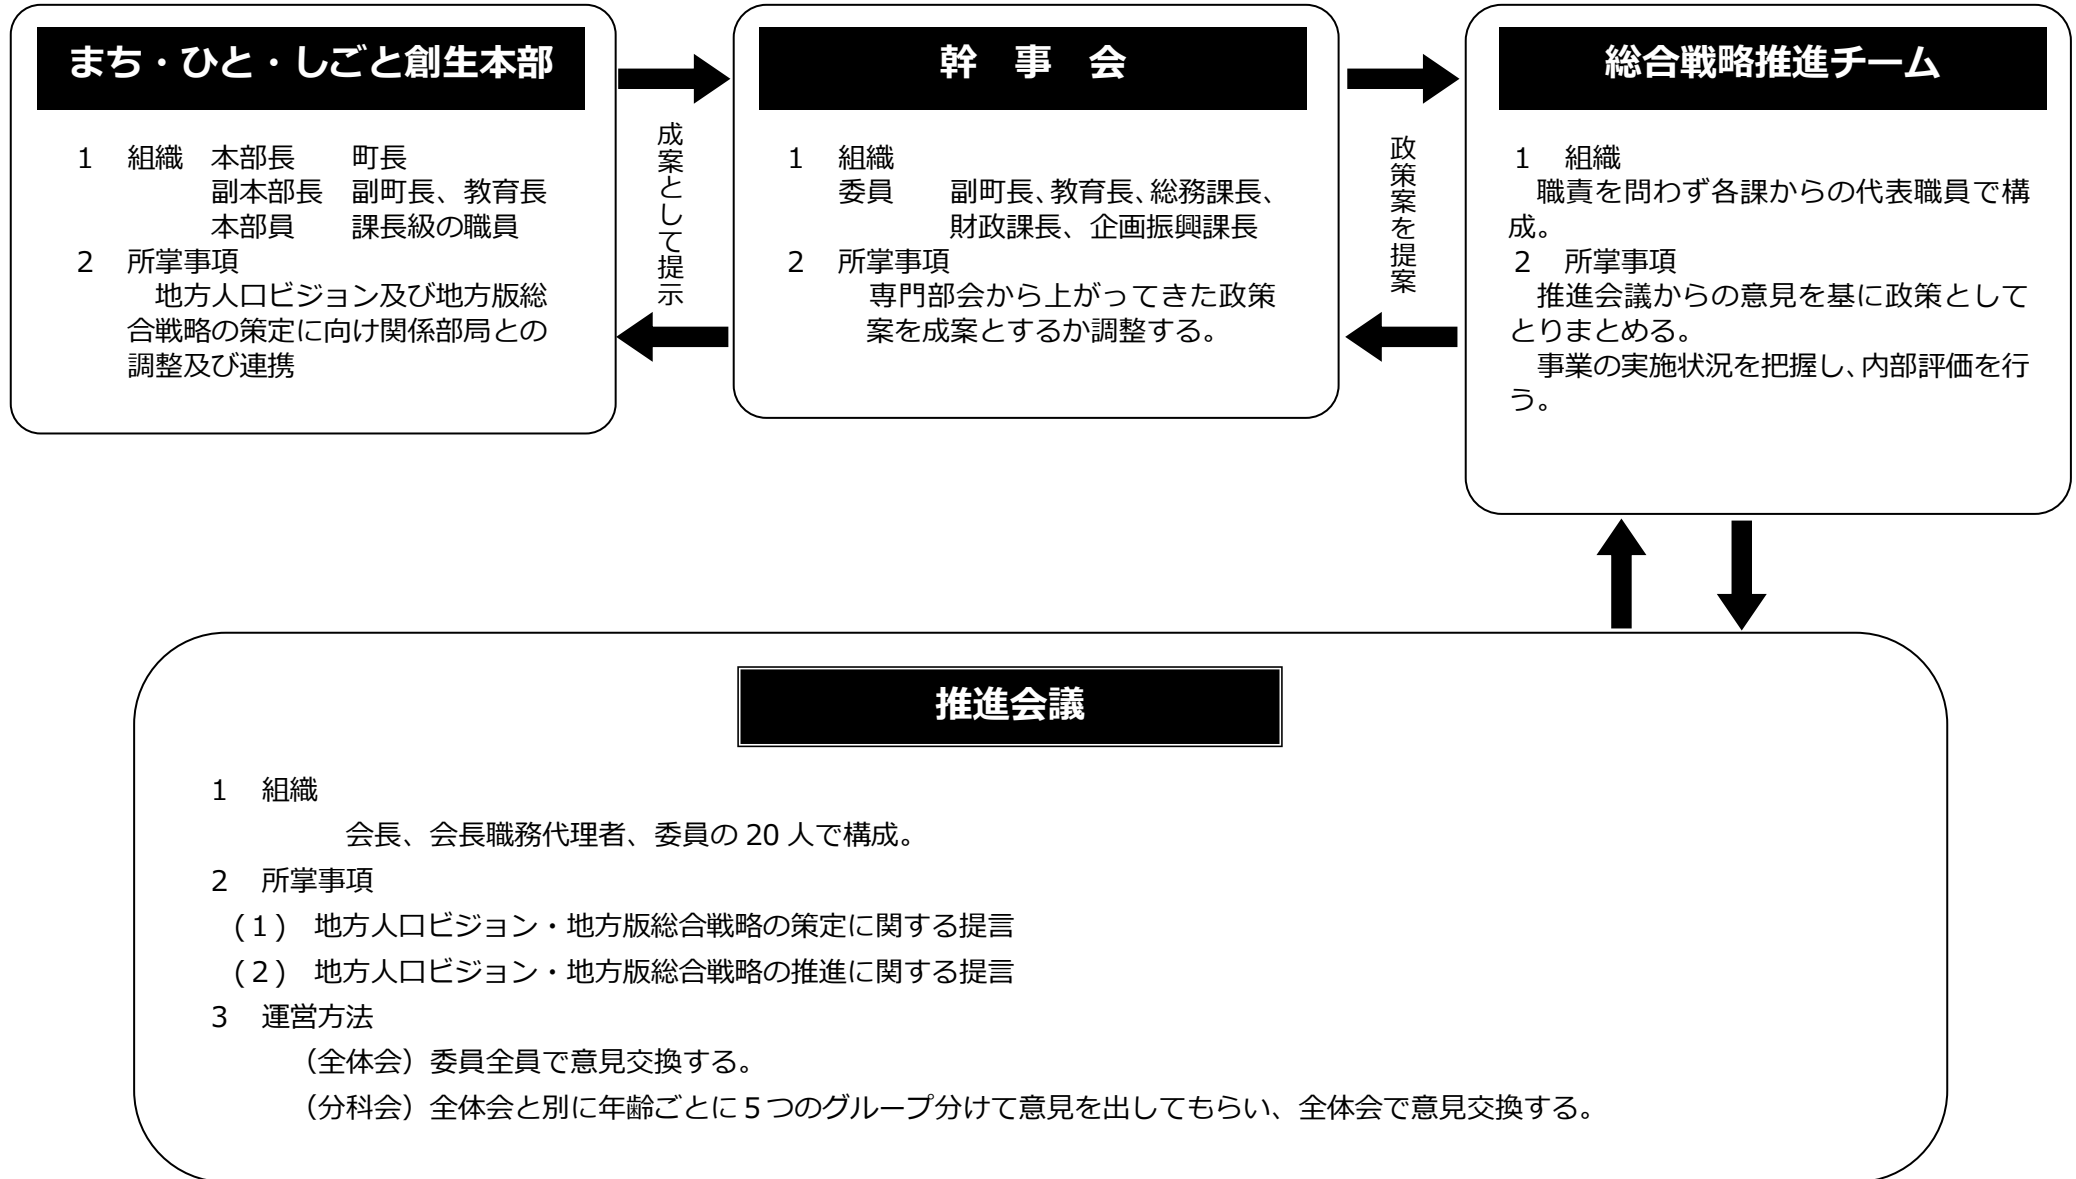 まち・ひと・しごと創生本部
1 組織 本部長 町長
副本部長 副町長、教育長
本部員 課長級の職員
2 所掌事項
地方人口ビジョン及び地方版総
合戦略の策定に向け関係部局との
調整及び連携
成案として提示
幹 事 会
1 組織
委員 副町長、教育長、総務課長、
財政課長、企画振興課長
2 所掌事項
専門部会から上がってきた政策
案を成案とするか調整する。
政策案を提案
総合戦略推進チーム
1 組織
職責を問わず各課からの代表職員で構
成。
2 所掌事項
推進会議からの意見を基に政策として
とりまとめる。
事業の実施状況を把握し、内部評価を行
う。
推進会議
1 組織
会長、会長職務代理者、委員の 20 人で構成。
2 所掌事項
(1) 地方人口ビジョン・地方版総合戦略の策定に関する提言
(2) 地方人口ビジョン・地方版総合戦略の推進に関する提言
3 運営方法
（全体会）委員全員で意見交換する。
（分科会）全体会と別に年齢ごとに5つのグループ分けて意見を出してもらい、全体会で意見交換する。